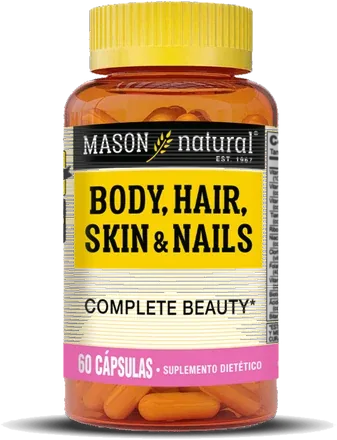 MASON natural®
EST. 1967
BODY, HAIR,
SKIN & NAILS
COMPLETE BEAUTY*
60 CÁPSULAS • SUPLEMENTO DIETÉTICO